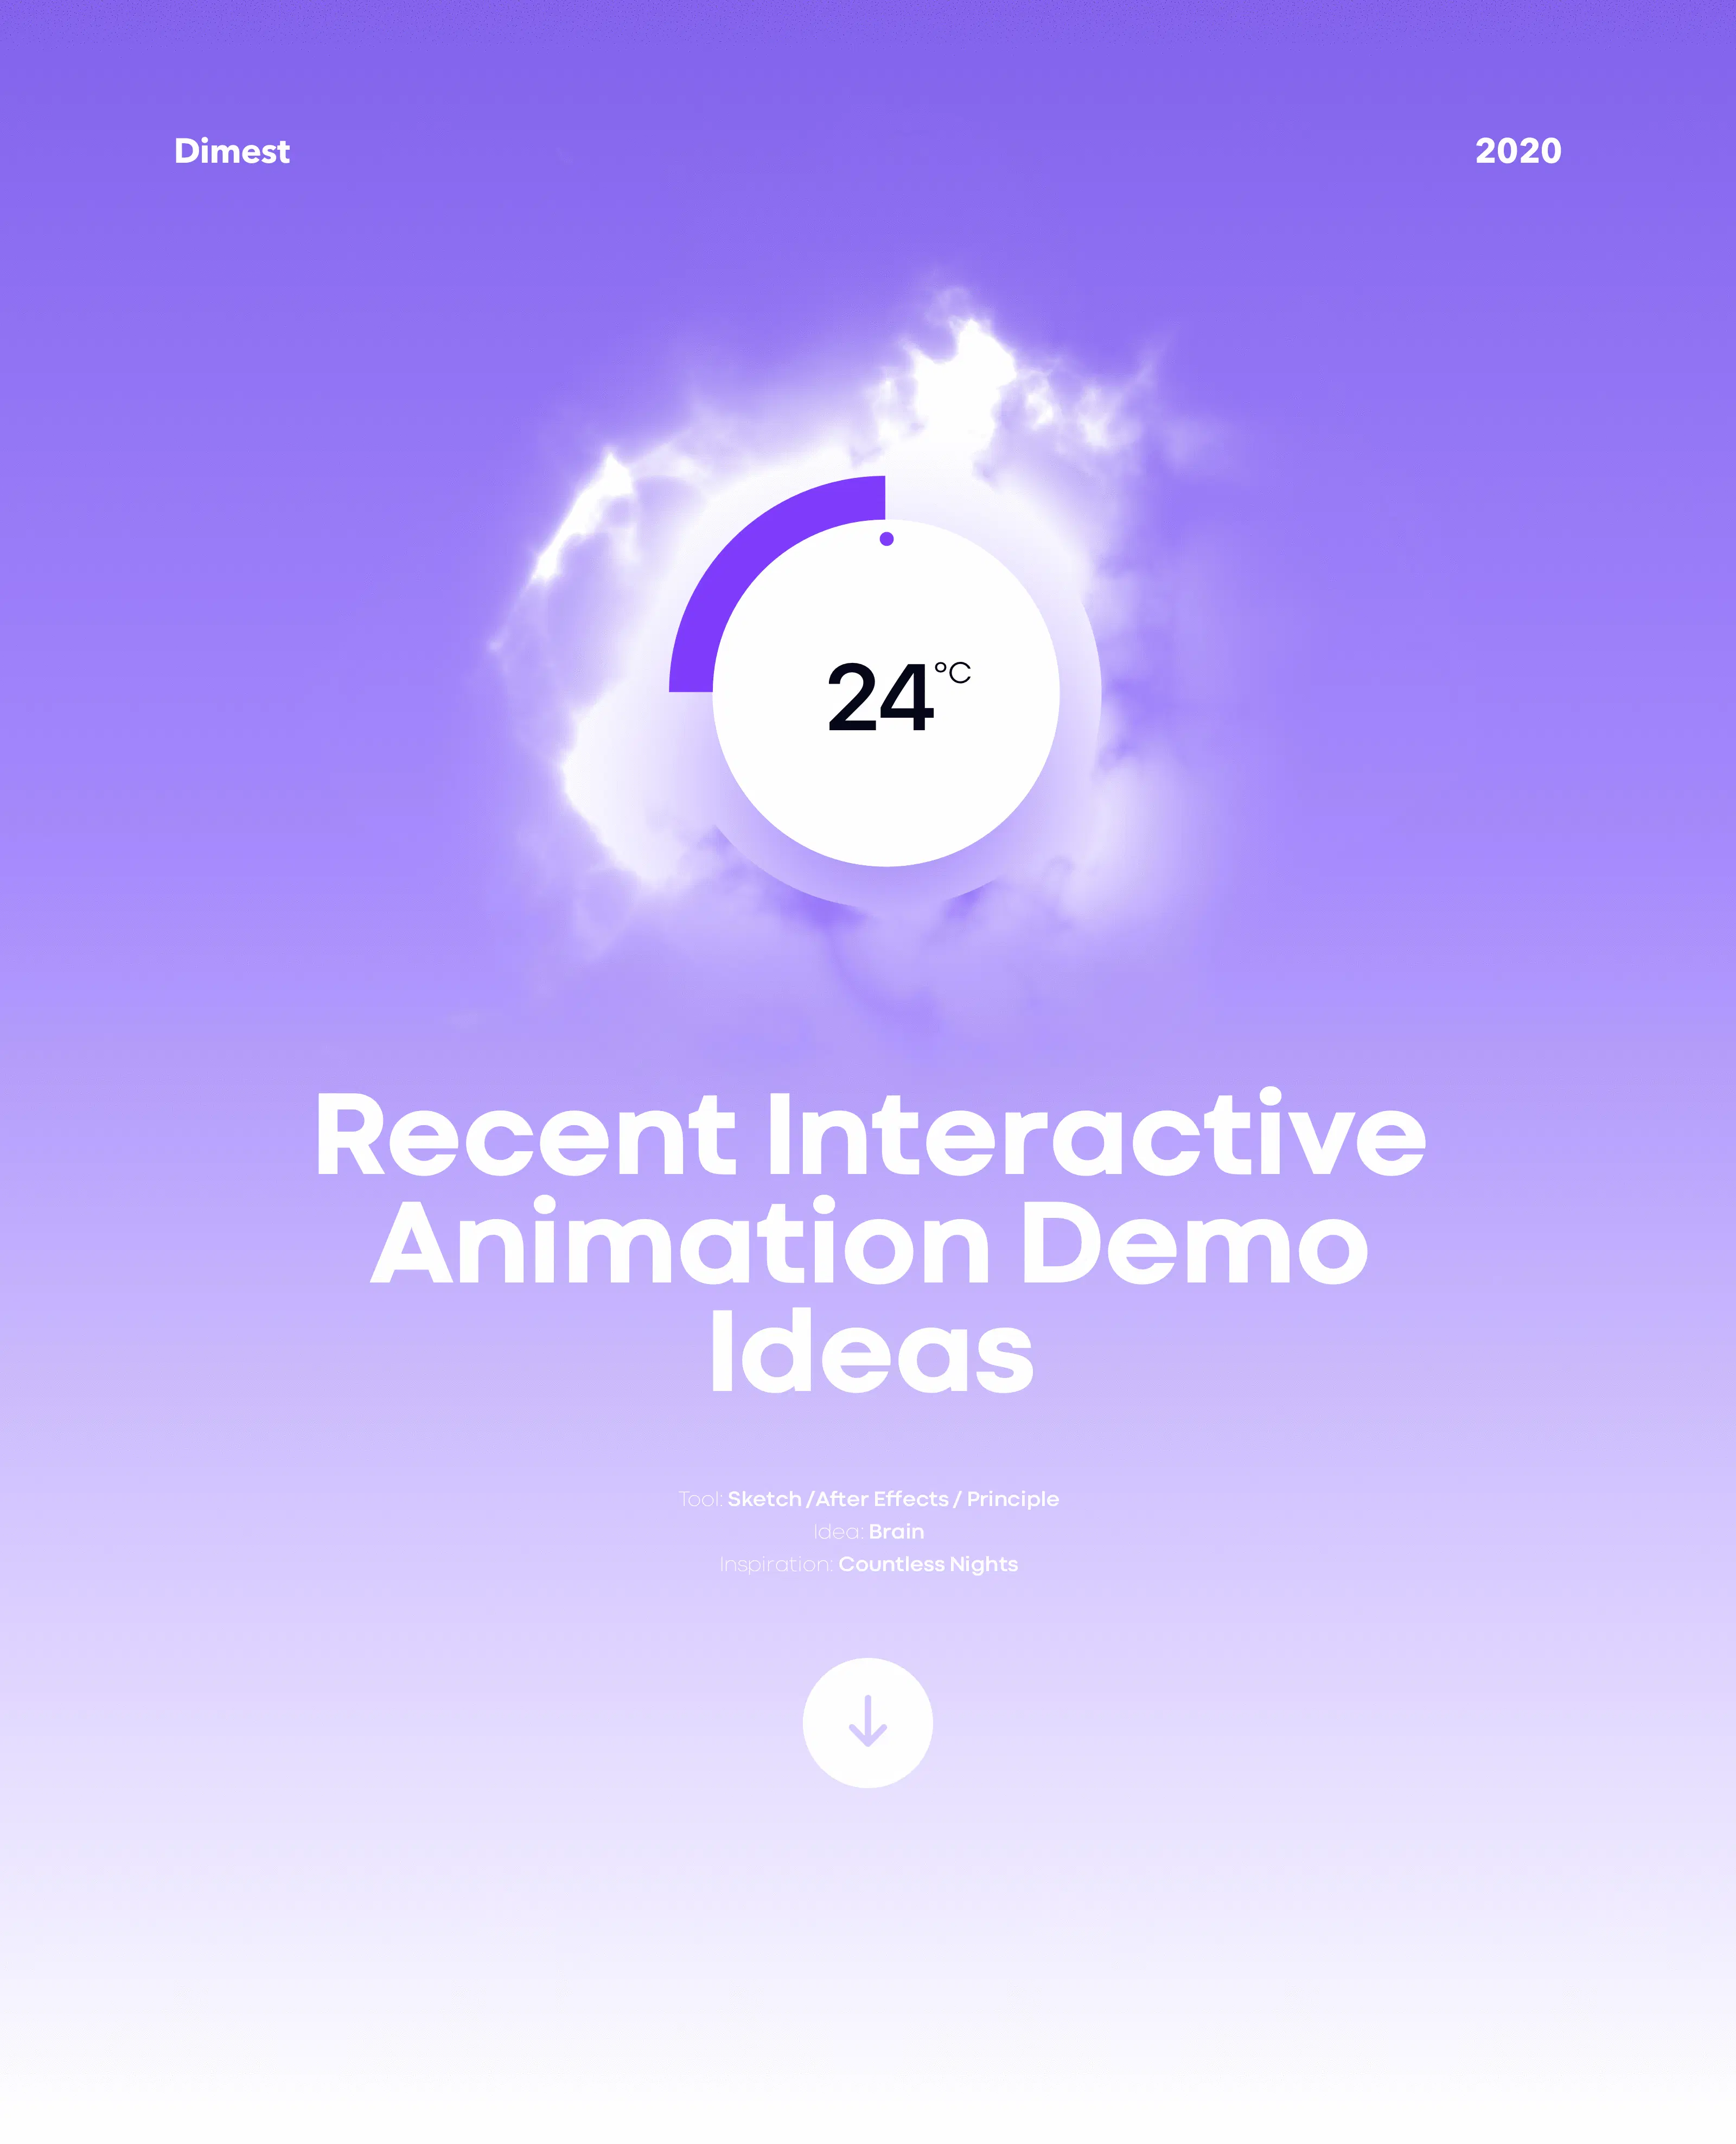 Dimest
2020
24°C
Recent Interactive
Animation Demo
Ideas
Tool: Sketch /After Effects / Principle
Idea: Brain
Inspiration: Countless Nights